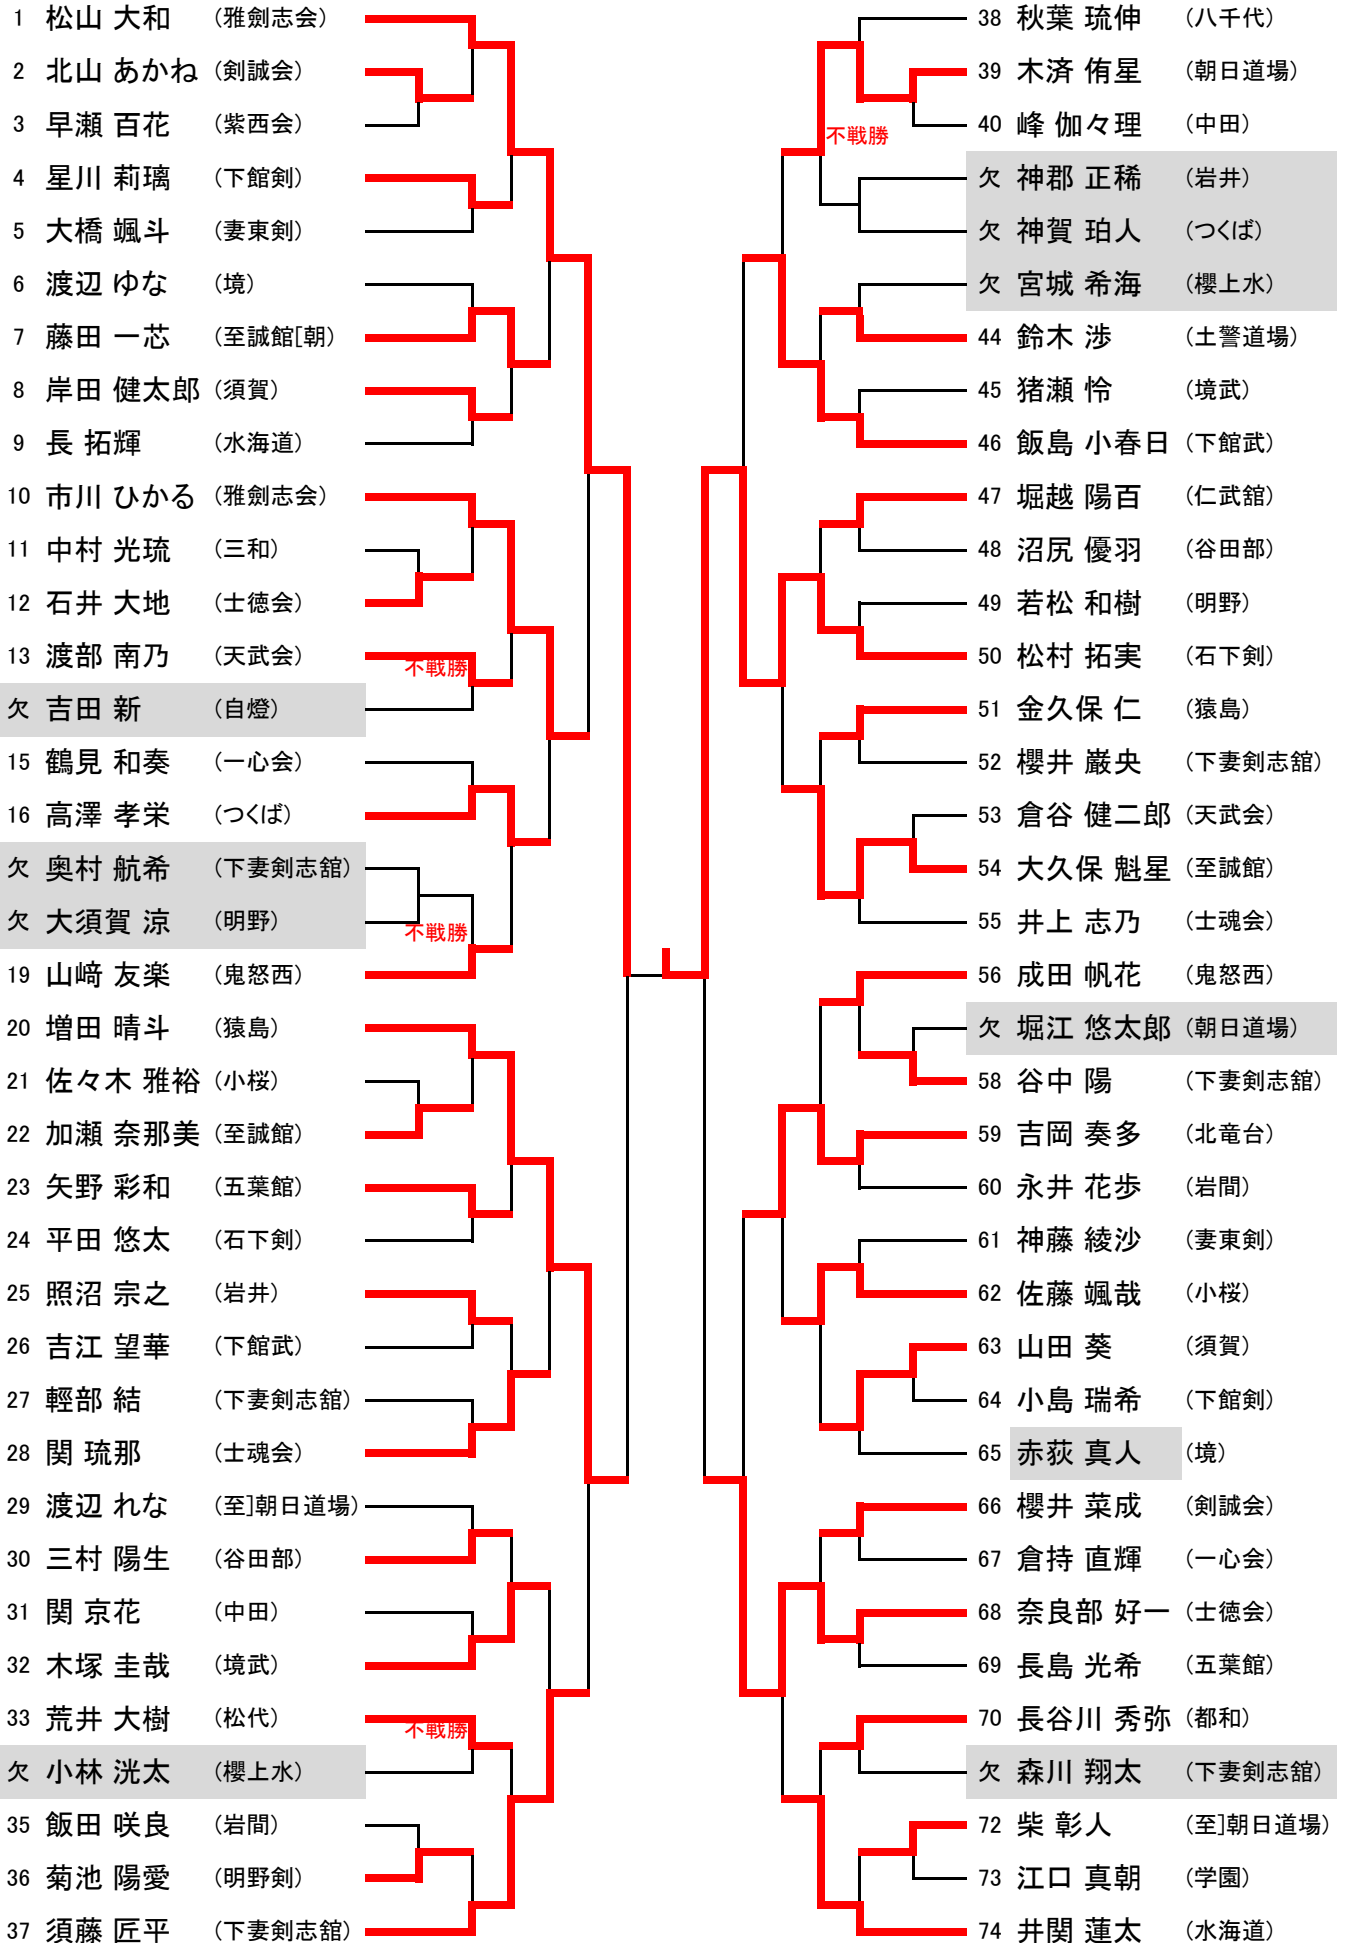 1 松山 大和 (雅劍志会)
2 北山 あかね (剣誠会)
3 早瀬 百花 (紫西会)
4 星川 莉璃 (下館剣)
5 大橋 颯斗 (妻東剣)
6 渡辺 ゆな (境)
7 藤田 一芯 (至誠館[朝)
8 岸田 健太郎 (須賀)
9 長 拓輝 (水海道)
10 市川 ひかる (雅劍志会)
11 中村 光琉 (三和)
12 石井 大地 (士徳会)
13 渡部 南乃 (天武会)
不戦勝
欠 吉田 新 (自燈)
15 鶴見 和奏 (一心会)
16 高澤 孝栄 (つくば)
欠 奥村 航希 (下妻剣志舘)
欠 大須賀 涼 (明野)
不戦勝
19 山﨑 友楽 (鬼怒西)
20 増田 晴斗 (猿島)
21 佐々木 雅裕 (小桜)
22 加瀬 奈那美 (至誠館)
23 矢野 彩和 (五葉館)
24 平田 悠太 (石下剣)
25 照沼 宗之 (岩井)
26 吉江 望華 (下館武)
27 輕部 結 (下妻剣志舘)
28 関 琉那 (士魂会)
29 渡辺 れな (至]朝日道場)
30 三村 陽生 (谷田部)
31 関 京花 (中田)
32 木塚 圭哉 (境武)
33 荒井 大樹 (松代)
不戦勝
欠 小林 洸太 (櫻上水)
35 飯田 咲良 (岩間)
36 菊池 陽愛 (明野剣)
37 須藤 匠平 (下妻剣志舘)
38 秋葉 琉伸 (八千代)
39 木済 侑星 (朝日道場)
40 峰 伽々理 (中田)
不戦勝
欠 神郡 正稀 (岩井)
欠 神賀 珀人 (つくば)
欠 宮城 希海 (櫻上水)
44 鈴木 渉 (土警道場)
45 猪瀬 怜 (境武)
46 飯島 小春日 (下館武)
47 堀越 陽百 (仁武舘)
48 沼尻 優羽 (谷田部)
49 若松 和樹 (明野)
50 松村 拓実 (石下剣)
51 金久保 仁 (猿島)
52 櫻井 巌央 (下妻剣志舘)
53 倉谷 健二郎 (天武会)
54 大久保 魁星 (至誠館)
55 井上 志乃 (士魂会)
56 成田 帆花 (鬼怒西)
欠 堀江 悠太郎 (朝日道場)
58 谷中 陽 (下妻剣志舘)
59 吉岡 奏多 (北竜台)
60 永井 花歩 (岩間)
61 神藤 綾沙 (妻東剣)
62 佐藤 颯哉 (小桜)
63 山田 葵 (須賀)
64 小島 瑞希 (下館剣)
65 赤荻 真人 (境)
66 櫻井 菜成 (剣誠会)
67 倉持 直輝 (一心会)
68 奈良部 好一 (士徳会)
69 長島 光希 (五葉館)
70 長谷川 秀弥 (都和)
欠 森川 翔太 (下妻剣志舘)
72 柴 彰人 (至]朝日道場)
73 江口 真朝 (学園)
74 井関 蓮太 (水海道)